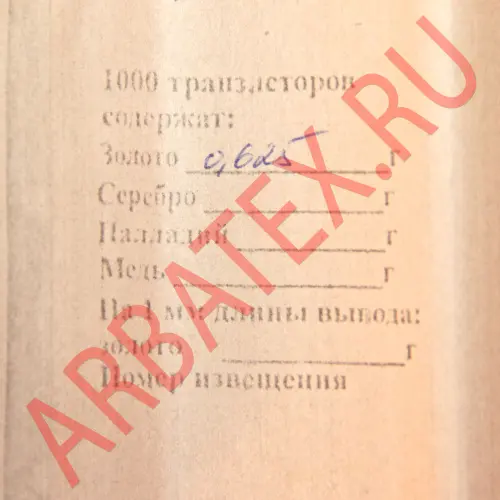 1000 транзисторов
содержат:
Золото 0,625 г
Серебро г
Палладий г
Медь г
На 1 мм длины вывода:
золото г
Номер извещения
ARBATEX.RU